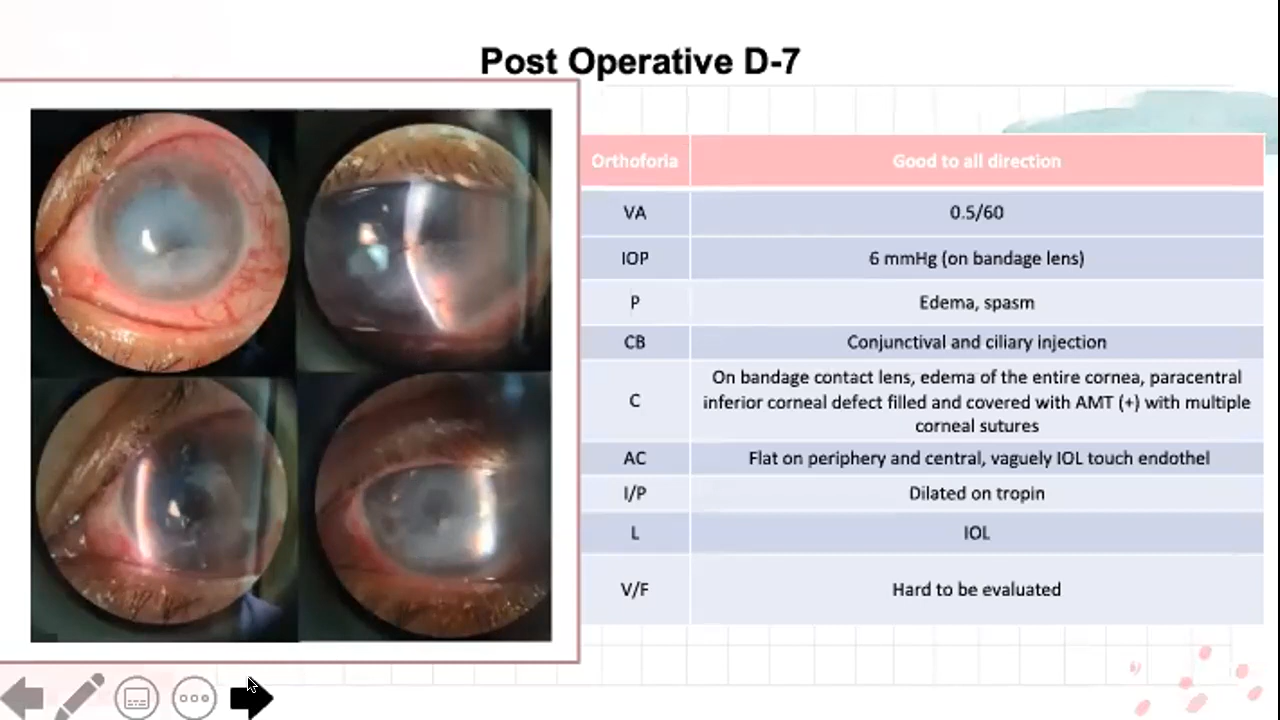 Post Operative D-7
Orthoforia
Good to all direction
VA
0.5/60
IOP
6 mmHg (on bandage lens)
P
Edema, spasm
CB
Conjunctival and ciliary injection
C
On bandage contact lens, edema of the entire cornea, paracentral
inferior corneal defect filled and covered with AMT (+) with multiple
corneal sutures
AC
Flat on periphery and central, vaguely IOL touch endothel
I/P
Dilated on tropin
L
IOL
V/F
Hard to be evaluated